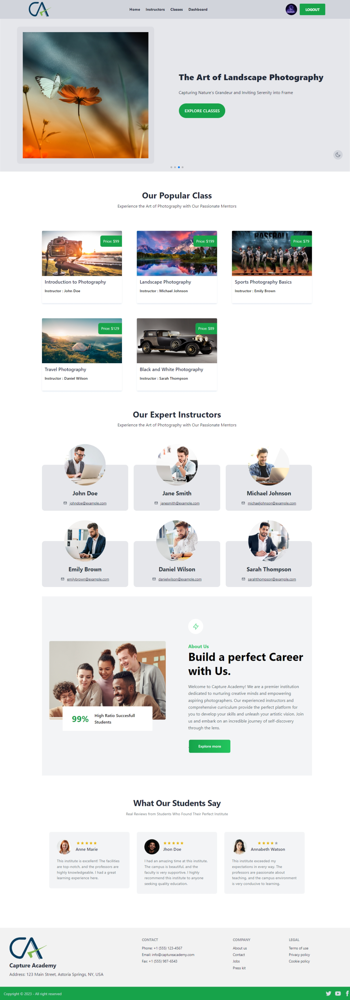 CA
Home Instructors Classes Dashboard
LOGOUT
The Art of Landscape Photography
Capturing Nature's Grandeur and Inviting Serenity into Frame
EXPLORE CLASSES
Our Popular Class
Experience the Art of Photography with Our Passionate Mentors
Price: $99
Introduction to Photography
Instructor : John Doe
Price: $199
Landscape Photography
Instructor : Michael Johnson
BASEBALL
Price: $79
Sports Photography Basics
Instructor : Emily Brown
Price: $129
Travel Photography
Instructor : Daniel Wilson
Price: $89
Black and White Photography
Instructor : Sarah Thompson
Our Expert Instructors
Experience the Art of Photography with Our Passionate Mentors
John Doe
johndoe@example.com
Jane Smith
janesmith@example.com
Michael Johnson
michaeljohnson@example.com
Emily Brown
emilybrown@example.com
Daniel Wilson
danielwilson@example.com
Sarah Thompson
sarahthompson@example.com
99%
High Ratio Succesfull
Students
About Us
Build a perfect Career
with Us.
Welcome to Capture Academy! We are a premier institution
dedicated to nurturing creative minds and empowering
aspiring photographers. Our experienced instructors and
comprehensive curriculum provide the perfect platform for
you to develop your skills and unleash your artistic vision. Join
us and embark on an incredible journey of self-discovery
through the lens.
Explore more
What Our Students Say
Real Reviews from Students Who Found Their Perfect Institute
Anne Marie
This institute is excellent! The facilities
are top-notch, and the professors are
highly knowledgeable. I had a great
learning experience here.
Jhon Doe
I had an amazing time at this institute.
The campus is beautiful, and the
faculty is very supportive. I highly
recommend this institute to anyone
seeking quality education.
Annabeth Watson
This institute exceeded my
expectations in every way. The
professors are passionate about
teaching, and the campus environment
is very conducive to learning.
CA
Capture Academy
Address: 123 Main Street, Astoria Springs, NY, USA
CONTACT
Phone: +1 (555) 123-4567
Email: info@captureacademy.com
Fax: +1 (555) 987-6543
COMPANY
About us
Contact
Jobs
Press kit
LEGAL
Terms of use
Privacy policy
Cookie policy
Copyright © 2023 - All right reserved